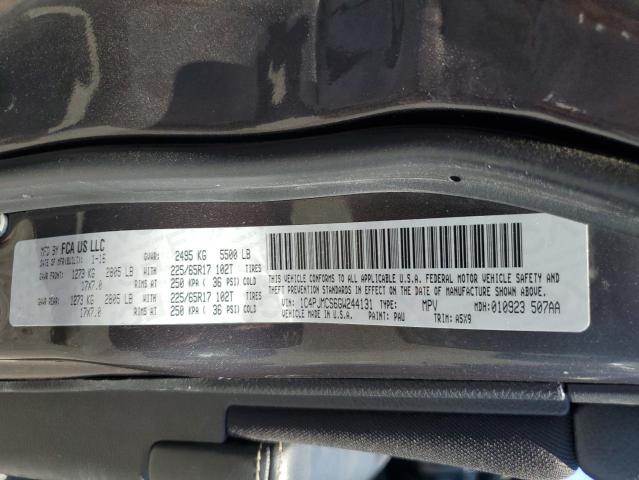 MFD BY FCA US LLC
DATE OF MFR(BUILT): 1-16 GVWR: 2495 KG 5500 LB
GAWR FRONT: 1273 KG 2805 LB WITH 225/65R17 102T TIRES
17X7.0 RIMS AT 250 KPA ( 36 PSI) COLD
GAWR REAR: 1273 KG 2805 LB WITH 225/65R17 102T TIRES
17X7.0 RIMS AT 250 KPA ( 36 PSI) COLD
THIS VEHICLE CONFORMS TO ALL APPLICABLE U.S.A. FEDERAL MOTOR VEHICLE SAFETY AND
THEFT PREVENTION STANDARDS IN EFFECT ON THE DATE OF MANUFACTURE SHOWN ABOVE.
VIN: 1C4PJMCS6GW244131 TYPE: MPV MDH: 010923 507AA
VEHICLE MADE IN U.S.A. PAINT: PAU TRIM: A5X9